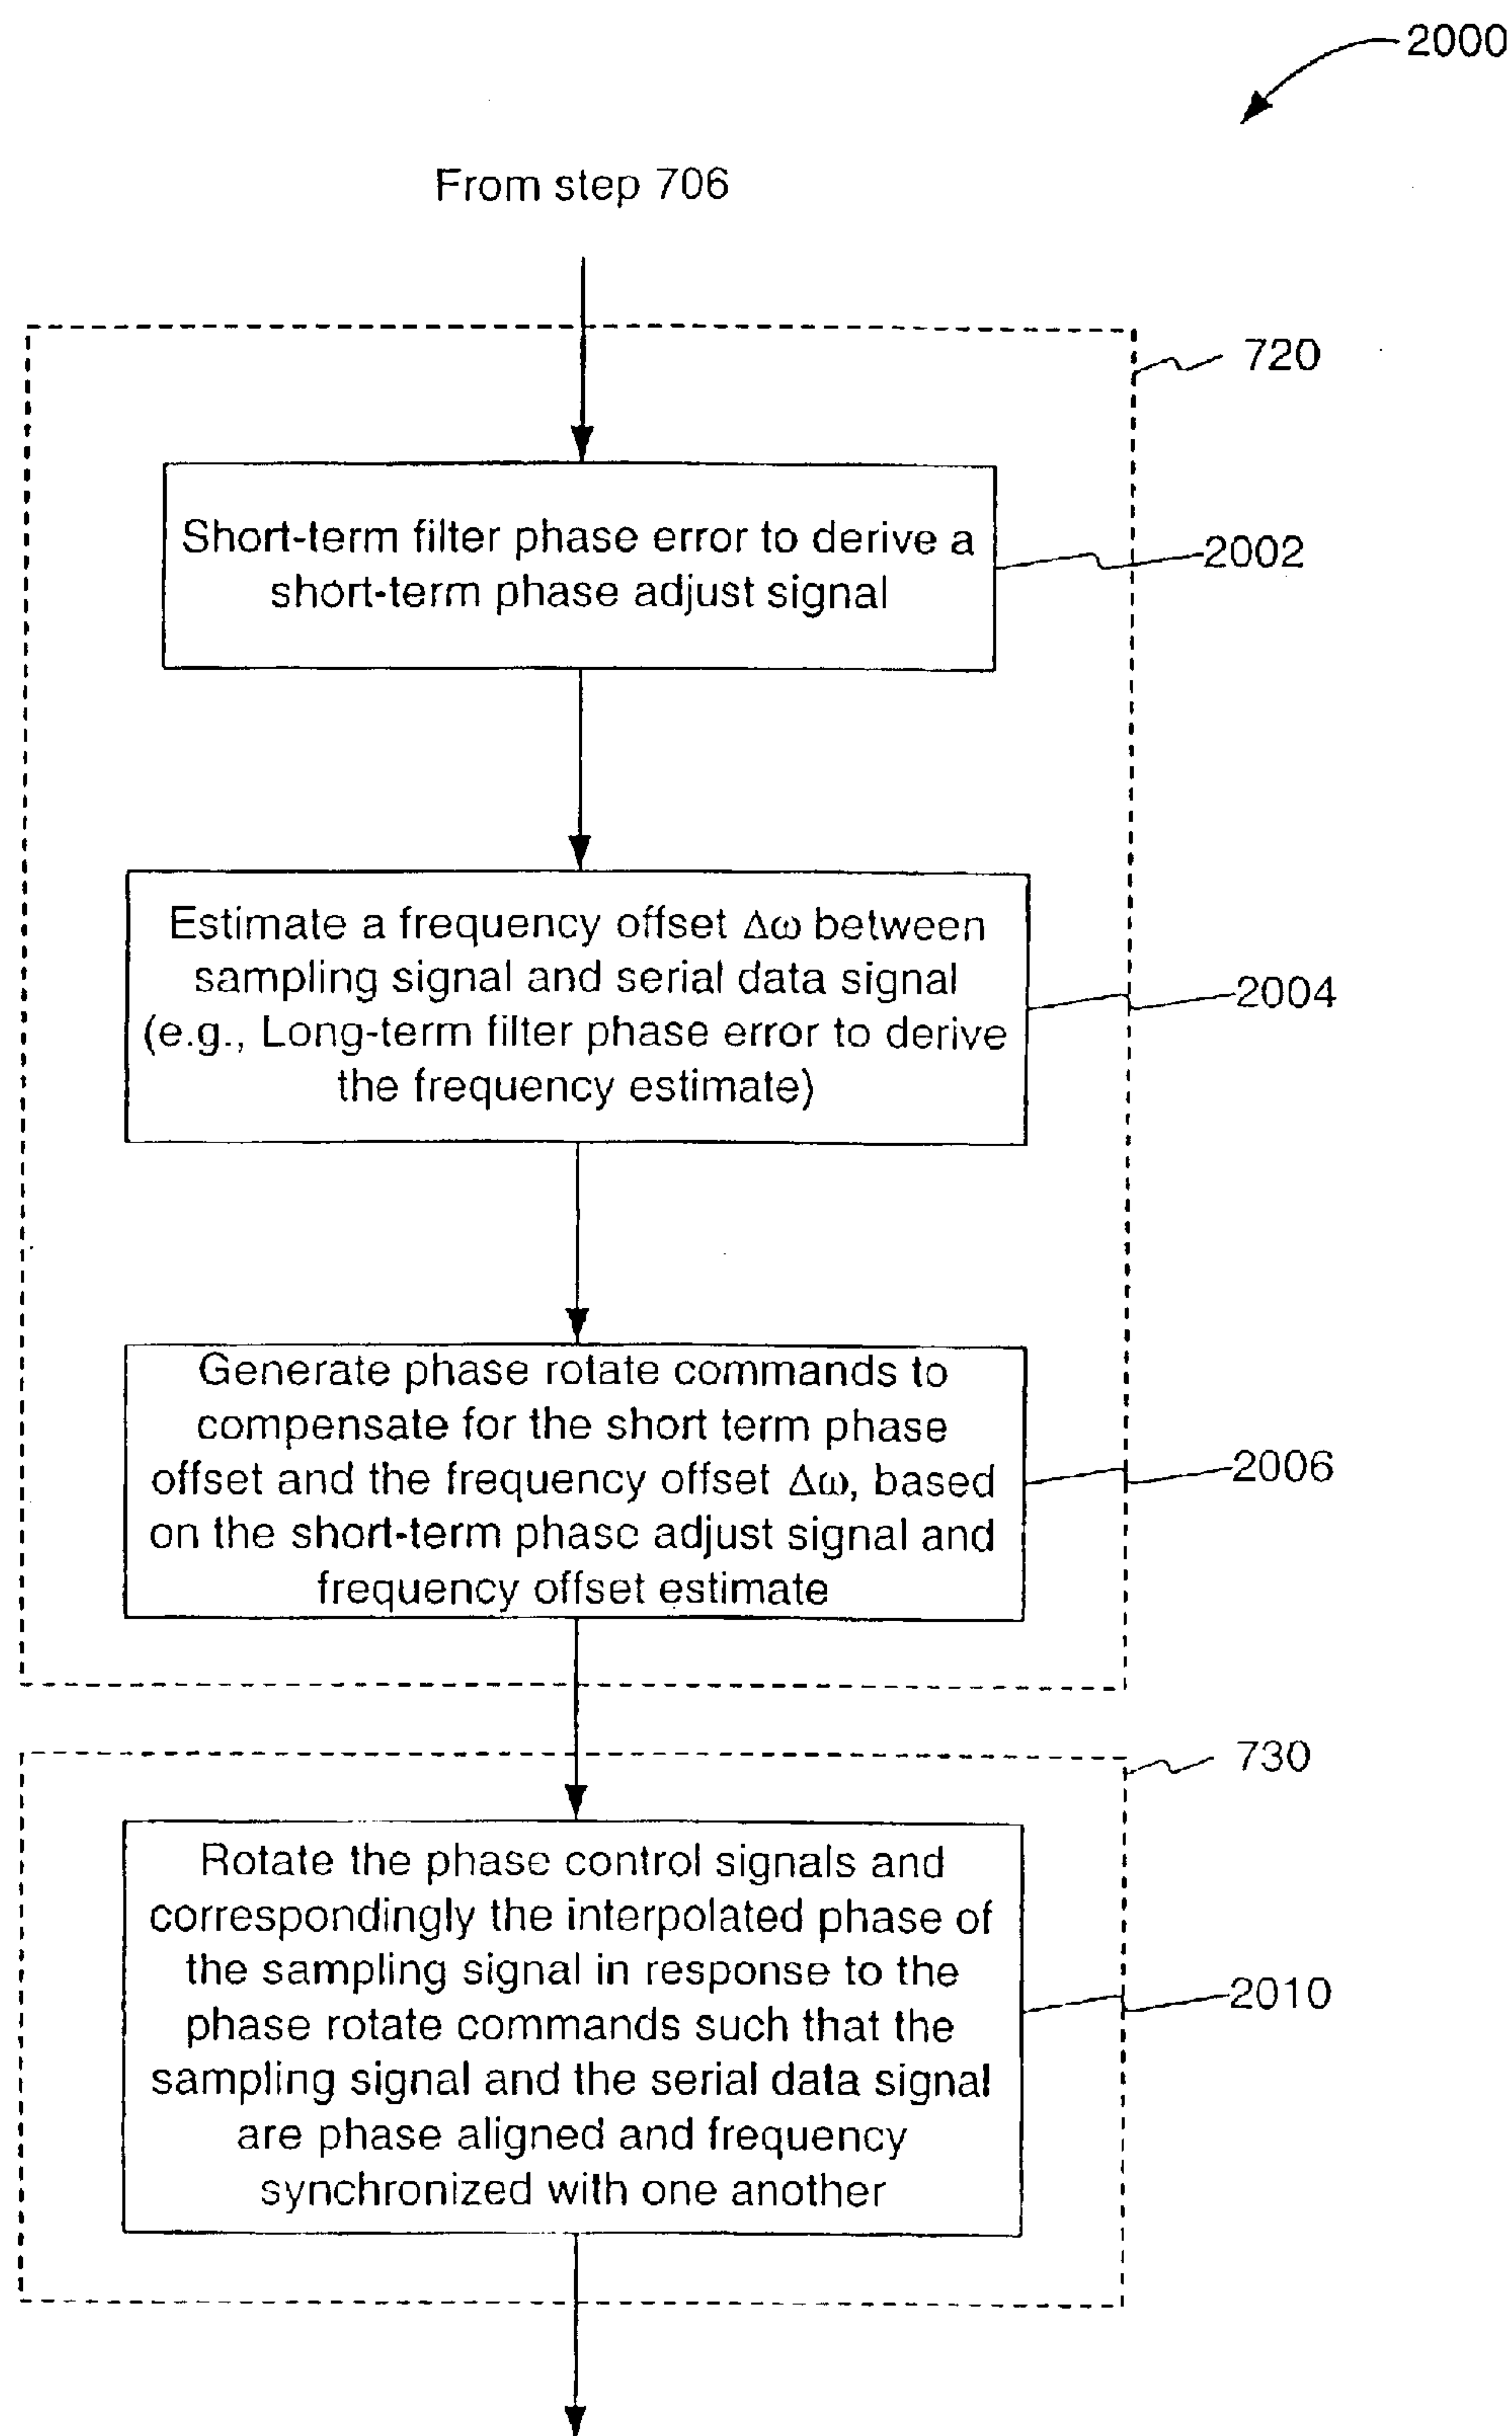 2000
From step 706
720
Short-term filter phase error to derive a
short-term phase adjust signal
2002
Estimate a frequency offset Δω between
sampling signal and serial data signal
(e.g., Long-term filter phase error to derive
the frequency estimate)
2004
Generate phase rotate commands to
compensate for the short term phase
offset and the frequency offset Δω, based
on the short-term phase adjust signal and
frequency offset estimate
2006
730
Rotate the phase control signals and
correspondingly the interpolated phase of
the sampling signal in response to the
phase rotate commands such that the
sampling signal and the serial data signal
are phase aligned and frequency
synchronized with one another
2010